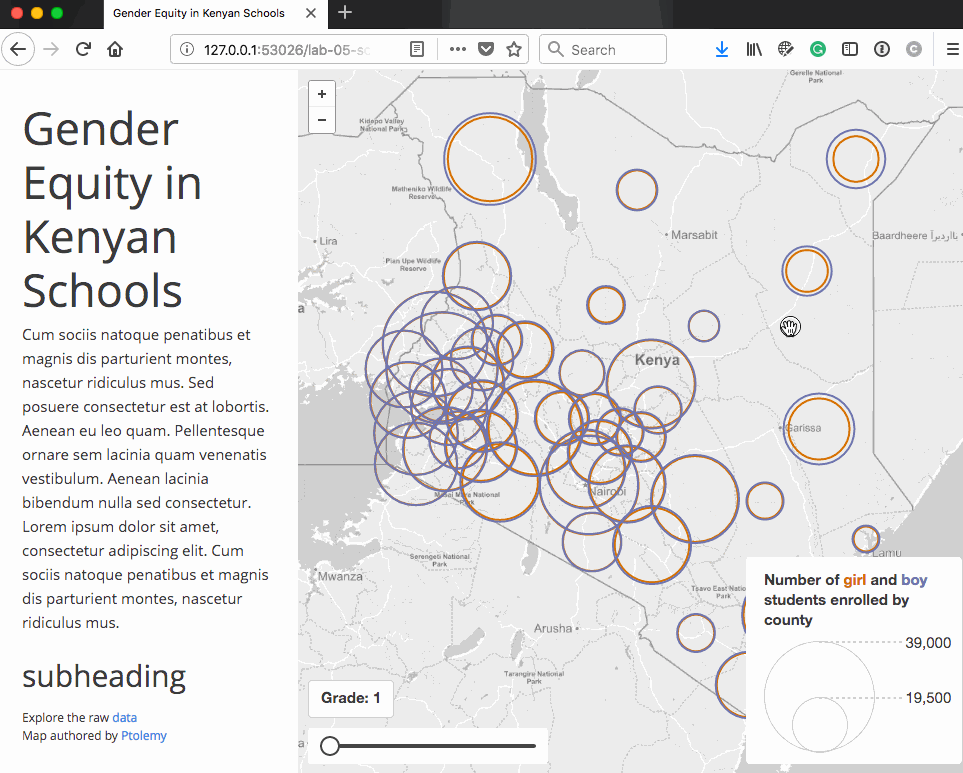 Gender Equity in Kenyan Schools
127.0.0.1:53026/lab-05-sc
Search
Gender
Equity in
Kenyan
Schools
Cum sociis natoque penatibus et
magnis dis parturient montes,
nascetur ridiculus mus. Sed
posuere consectetur est at lobortis.
Aenean eu leo quam. Pellentesque
ornare sem lacinia quam venenatis
vestibulum. Aenean lacinia
bibendum nulla sed consectetur.
Lorem ipsum dolor sit amet,
consectetur adipiscing elit. Cum
sociis natoque penatibus et magnis
dis parturient montes, nascetur
ridiculus mus.
subheading
Explore the raw data
Map authored by Ptolemy
+
−
Gerelle National
Park
Kidepo Valley
National Park
Matheniko Wildlife
Reserve
Lira
Marsabit
Baardheere
Pian Upe Wildlife
Reserve
Kenya
Garissa
Masai Mara National
Park
Nairobi
Lamu
Serengeti National
Park
Mwanza
Tsavo East National
Park
Arusha
Tarangire National
Park
Grade: 1
Number of girl and boy
students enrolled by
county
39,000
19,500